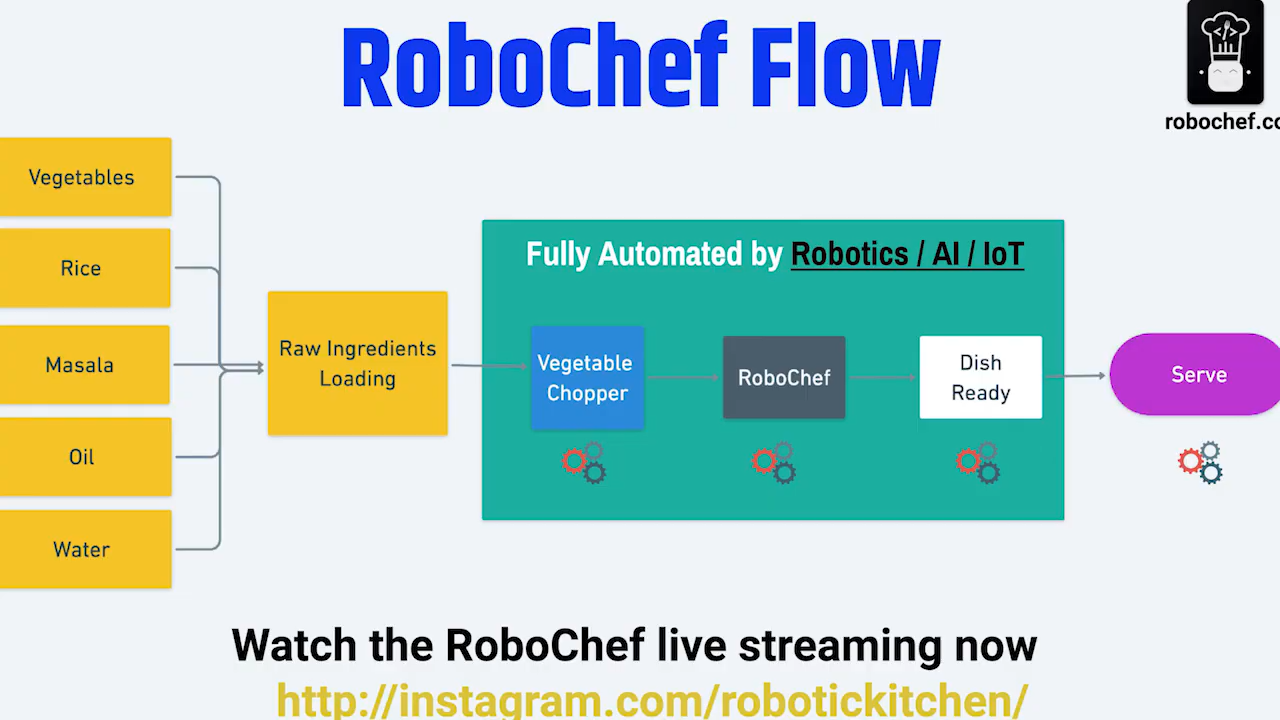 RoboChef Flow
robochef.co
Vegetables
Rice
Masala
Oil
Water
Raw Ingredients
Loading
Fully Automated by Robotics / AI / IoT
Vegetable
Chopper
RoboChef
Dish
Ready
Serve
Watch the RoboChef live streaming now
http://instagram.com/robotickitchen/